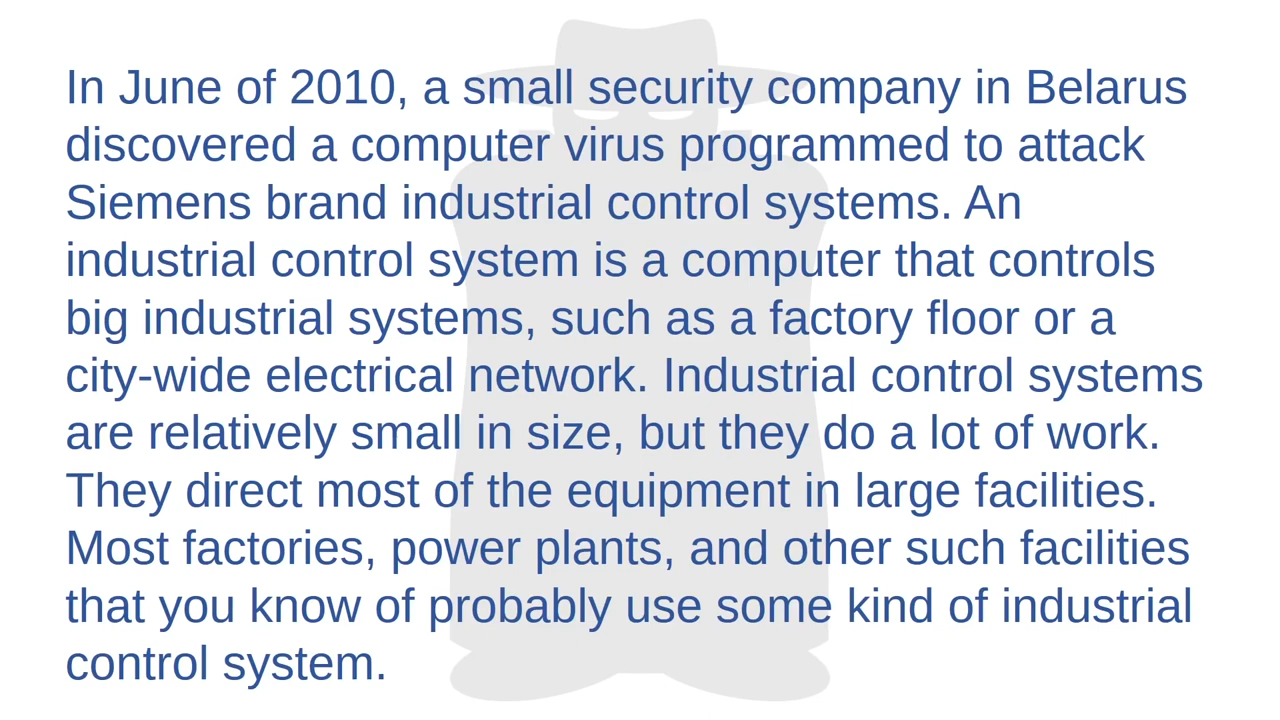 In June of 2010, a small security company in Belarus
discovered a computer virus programmed to attack
Siemens brand industrial control systems. An
industrial control system is a computer that controls
big industrial systems, such as a factory floor or a
city-wide electrical network. Industrial control systems
are relatively small in size, but they do a lot of work.
They direct most of the equipment in large facilities.
Most factories, power plants, and other such facilities
that you know of probably use some kind of industrial
control system.